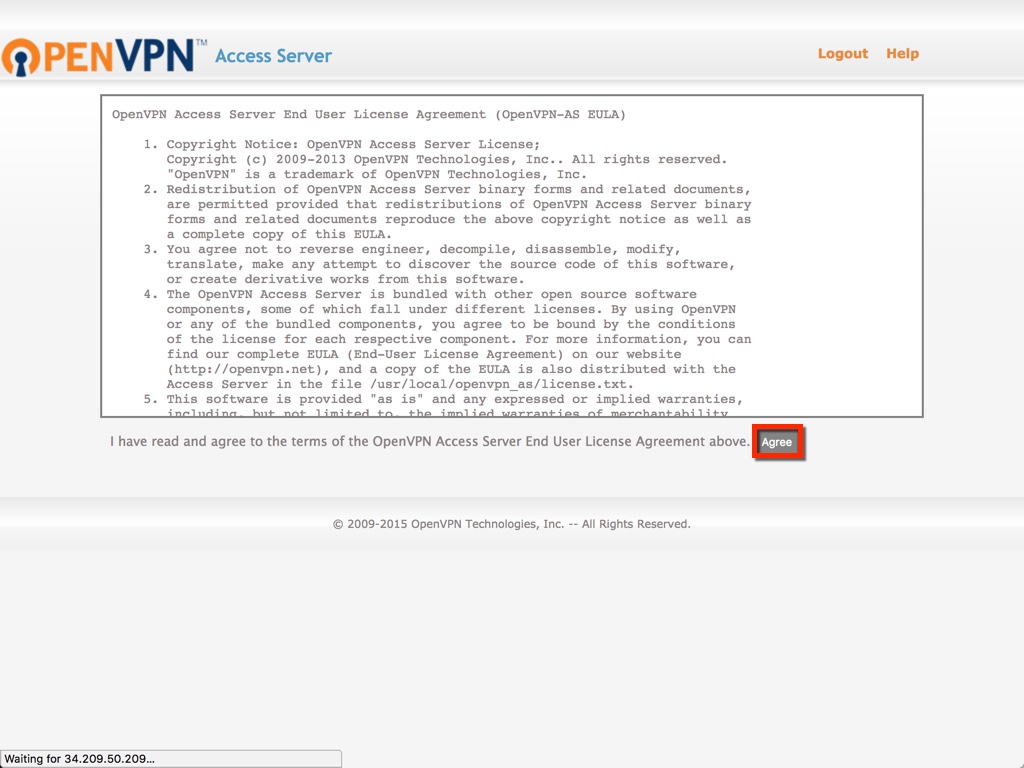 OPENVPN™ Access Server
Logout Help
OpenVPN Access Server End User License Agreement (OpenVPN-AS EULA)
1. Copyright Notice: OpenVPN Access Server License;
Copyright (c) 2009-2013 OpenVPN Technologies, Inc.. All rights reserved.
"OpenVPN" is a trademark of OpenVPN Technologies, Inc.
2. Redistribution of OpenVPN Access Server binary forms and related documents,
are permitted provided that redistributions of OpenVPN Access Server binary
forms and related documents reproduce the above copyright notice as well as
a complete copy of this EULA.
3. You agree not to reverse engineer, decompile, disassemble, modify,
translate, make any attempt to discover the source code of this software,
or create derivative works from this software.
4. The OpenVPN Access Server is bundled with other open source software
components, some of which fall under different licenses. By using OpenVPN
or any of the bundled components, you agree to be bound by the conditions
of the license for each respective component. For more information, you can
find our complete EULA (End-User License Agreement) on our website
(http://openvpn.net), and a copy of the EULA is also distributed with the
Access Server in the file /usr/local/openvpn_as/license.txt.
5. This software is provided "as is" and any expressed or implied warranties,
including, but not limited to, the implied warranties of merchantability
I have read and agree to the terms of the OpenVPN Access Server End User License Agreement above. Agree
© 2009-2015 OpenVPN Technologies, Inc. -- All Rights Reserved.
Waiting for 34.209.50.209...